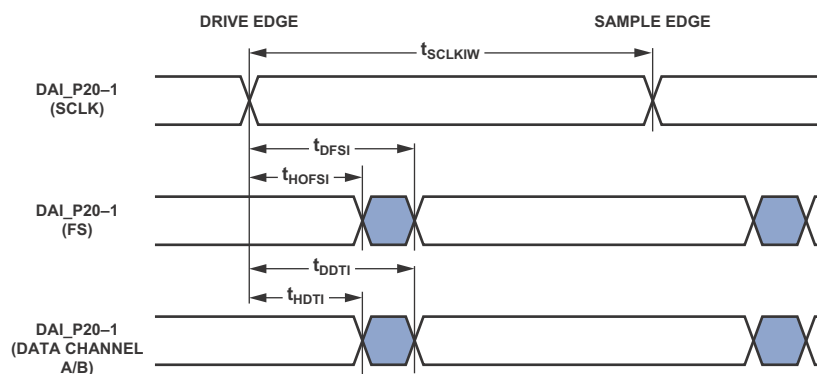 DRIVE EDGE
SAMPLE EDGE
tSCLKIW
DAI_P20–1
(SCLK)
tDFSI
tHOFSI
DAI_P20–1
(FS)
tDDTI
tHDTI
DAI_P20–1
(DATA CHANNEL
A/B)